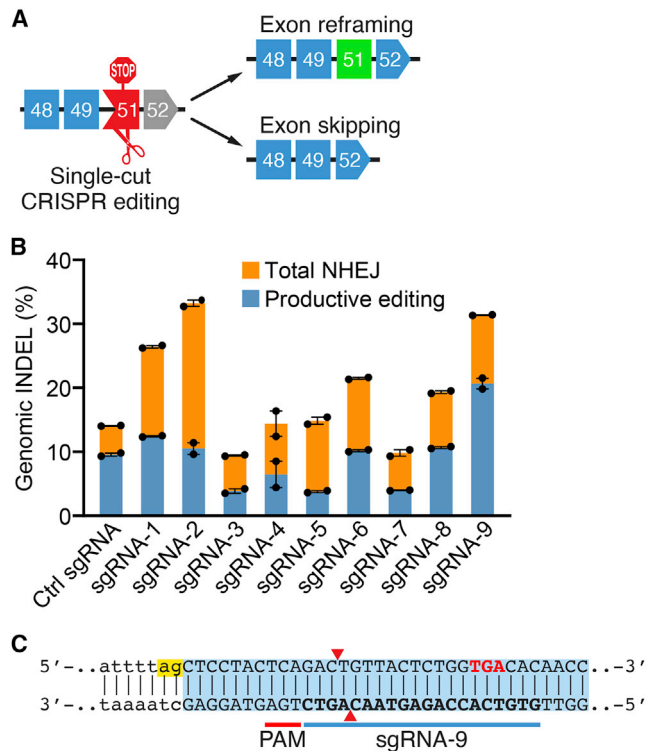 A
Exon reframing
48 49 51 52
STOP
48 49 51 52
Exon skipping
48 49 52
Single-cut
CRISPR editing
B
Genomic INDEL (%)
40
30
20
10
0
Total NHEJ
Productive editing
Ctrl sgRNA
sgRNA-1
sgRNA-2
sgRNA-3
sgRNA-4
sgRNA-5
sgRNA-6
sgRNA-7
sgRNA-8
sgRNA-9
C
5′-..attttagCTCCTACTCAGACTGTTACTCTGGTGACACAACC..-3′
3′-..taaaatcGAGGATGAGTCTGACAATGAGACCACTGTGTTGG..-5′
PAM sgRNA-9